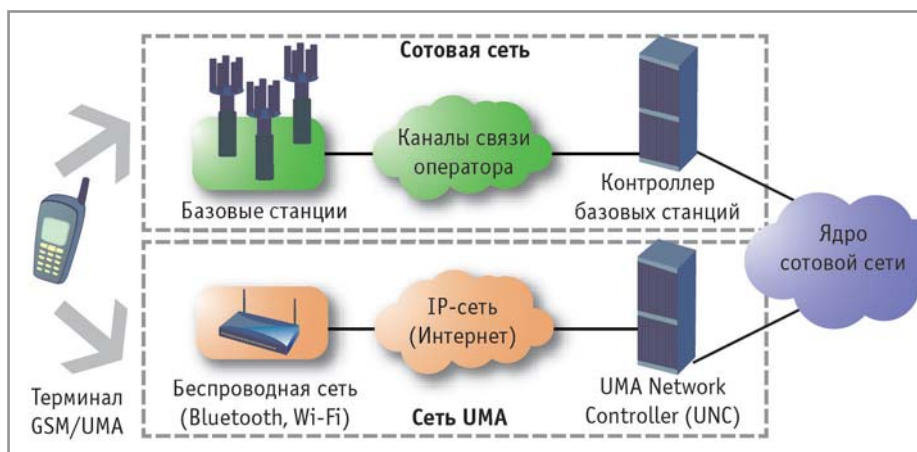 Сотовая сеть
Каналы связи
оператора
Базовые станции
Контроллер
базовых станций
Ядро
сотовой сети
IP-сеть
(Интернет)
Терминал
GSM/UMA
Беспроводная сеть
(Bluetooth, Wi-Fi)
Сеть UMA
UMA Network
Controller (UNC)